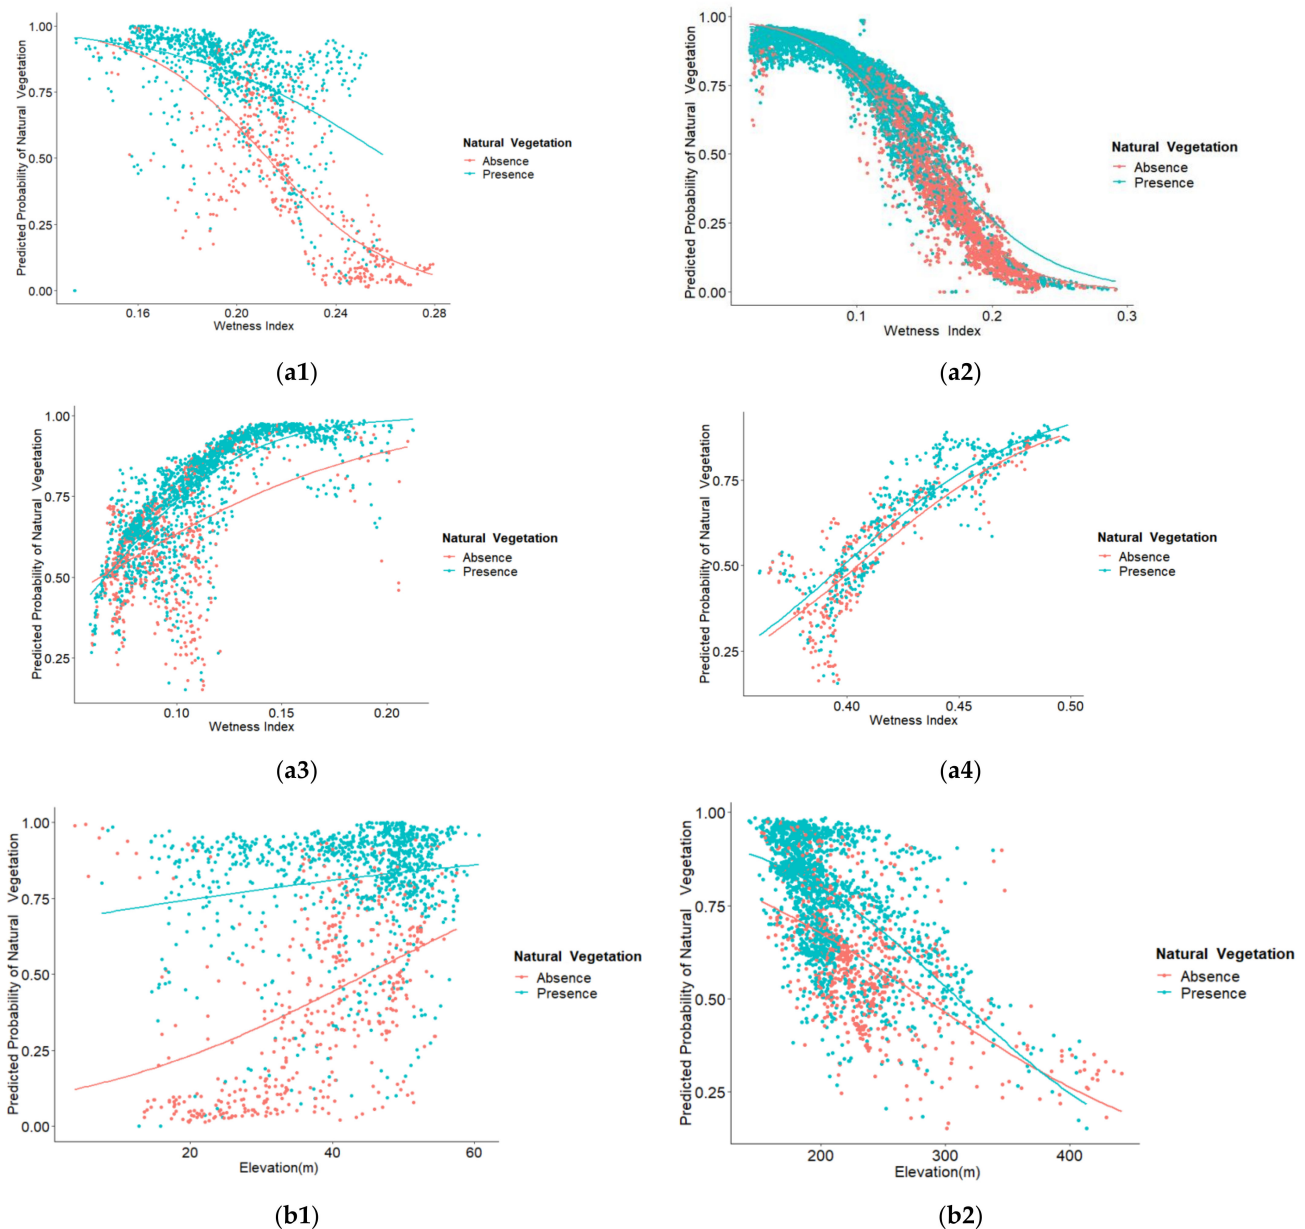 Predicted Probability of Natural Vegetation
1.00
0.75
0.50
0.25
0.00
0.16
0.20
0.24
0.28
Wetness Index
Natural Vegetation
Absence
Presence
(a1)
Predicted Probability of Natural Vegetation
1.00
0.75
0.50
0.25
0.00
0.1
0.2
0.3
Wetness Index
Natural Vegetation
Absence
Presence
(a2)
Predicted Probability of Natural Vegetation
1.00
0.75
0.50
0.25
0.10
0.15
0.20
Wetness Index
Natural Vegetation
Absence
Presence
(a3)
Predicted Probability of Natural Vegetation
0.75
0.50
0.25
0.40
0.45
0.50
Wetness Index
Natural Vegetation
Absence
Presence
(a4)
Predicted Probability of Natural Vegetation
1.00
0.75
0.50
0.25
0.00
20
40
60
Elevation(m)
Natural Vegetation
Absence
Presence
(b1)
Predicted Probability of Natural Vegetation
1.00
0.75
0.50
0.25
200
300
400
Elevation(m)
Natural Vegetation
Absence
Presence
(b2)